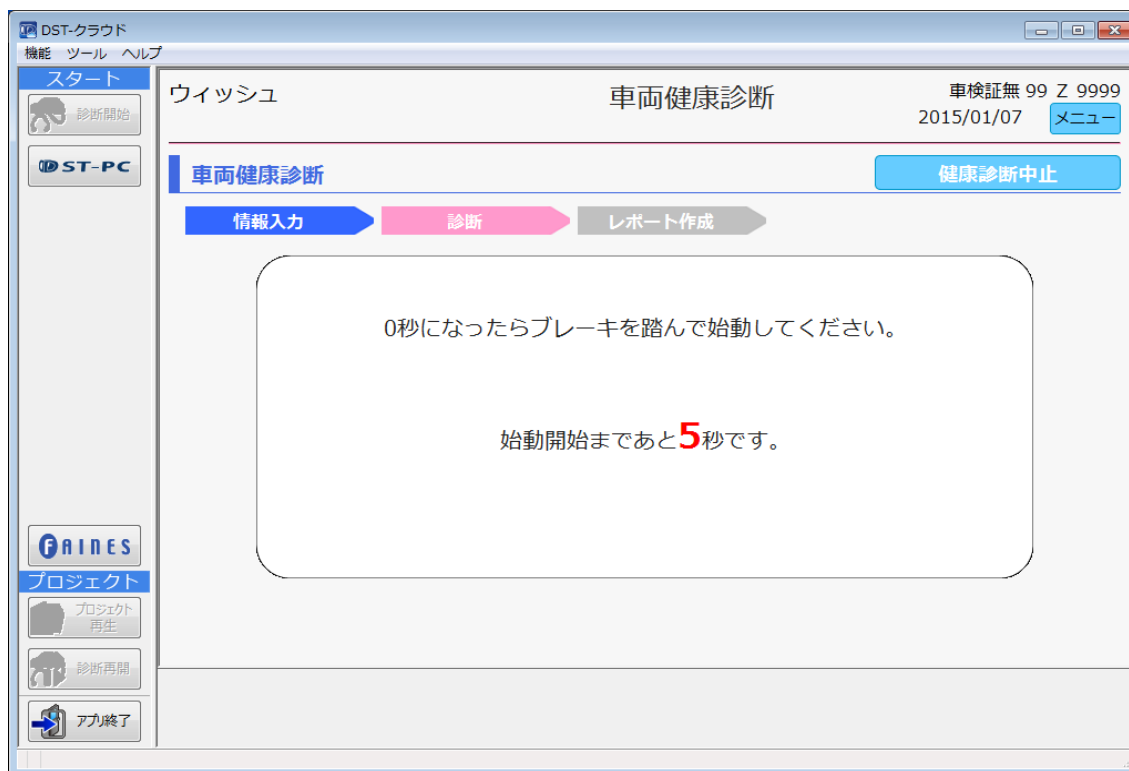 DST-クラウド
機能 ツール ヘルプ
スタート
診断開始
DST-PC
FAINES
プロジェクト
プロジェクト
再生
診断再開
アプリ終了
ウィッシュ
車両健康診断
車検証無 99 Z 9999
2015/01/07
メニュー
車両健康診断
健康診断中止
情報入力
診断
レポート作成
0秒になったらブレーキを踏んで始動してください。
始動開始まであと5秒です。